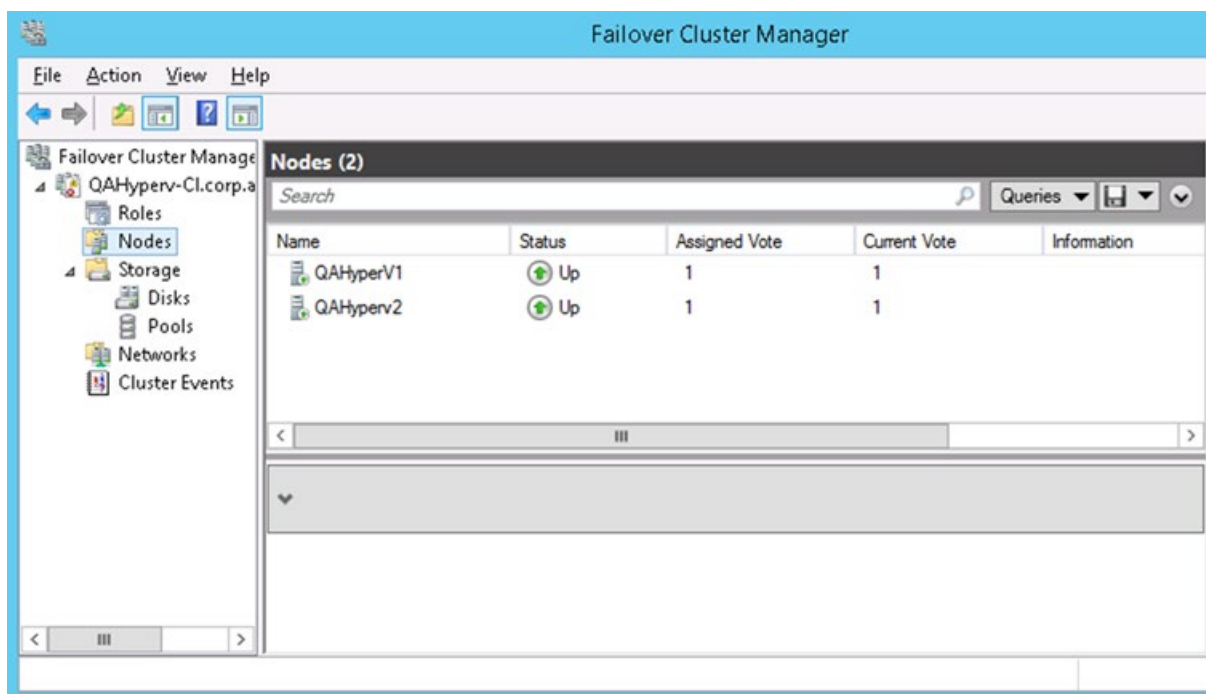 Failover Cluster Manager
File Action View Help
Failover Cluster Manage
QAHyperv-Cl.corp.a
Roles
Nodes
Storage
Disks
Pools
Networks
Cluster Events
Nodes (2)
Search Queries
Name Status Assigned Vote Current Vote Information
QAHyperV1 Up 1 1
QAHyperv2 Up 1 1